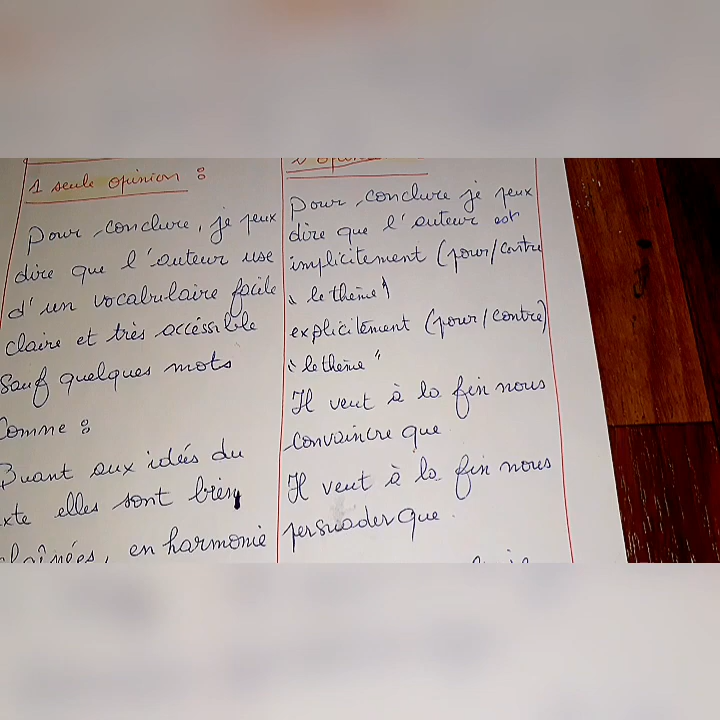 1 seule opinion :
Pour conclure, je peux
dire que l'auteur use
d'un vocabulaire facile
claire et très accéssible
Sauf quelques mots
Comme :
Quant aux idées du
texte elles sont bien
en harmonie
Pour conclure je peux
dire que l'auteur est
implicitement (pour/contre
" le thème")
explicitement (pour/contre)
" le thème "
Il veut à la fin nous
convaincre que
Il veut à la fin nous
persuader que